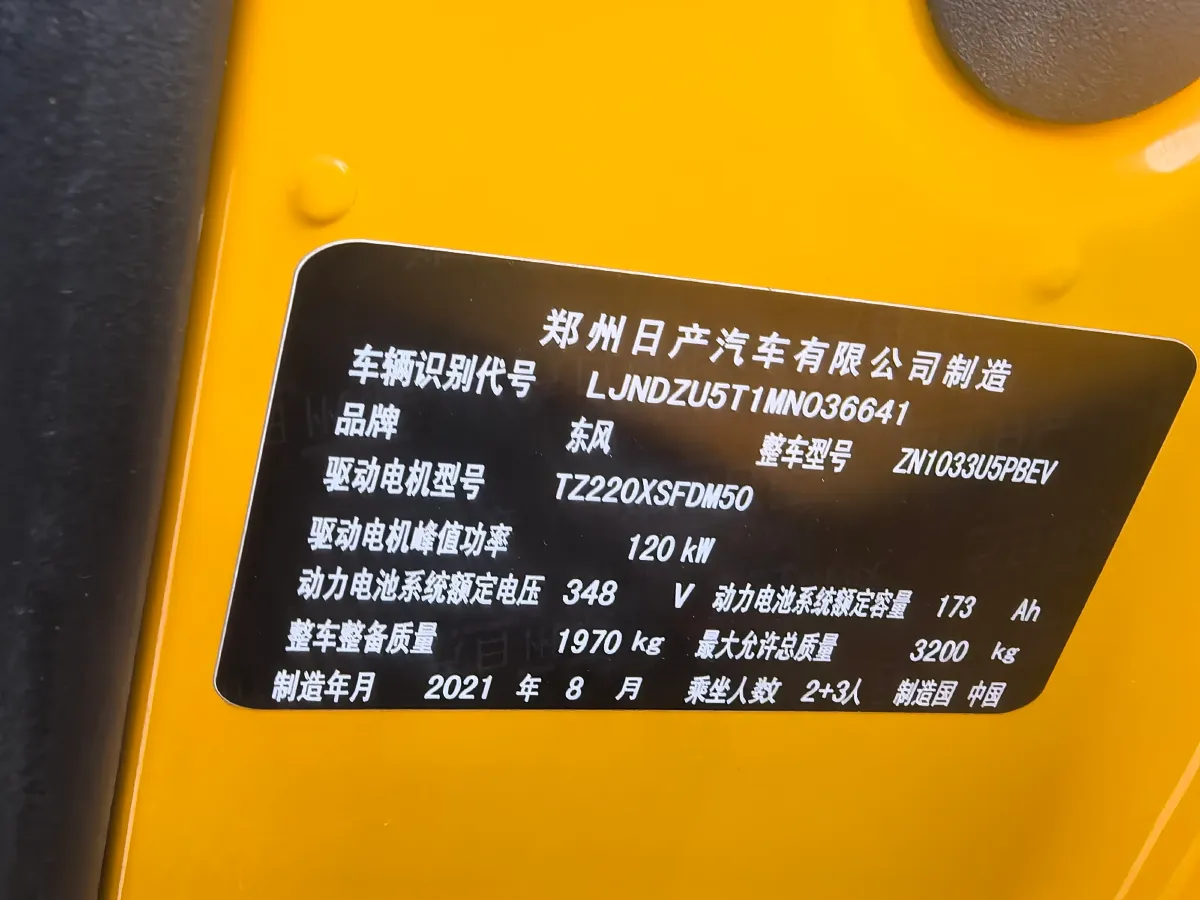 郑州日产汽车有限公司制造
车辆识别代号 LJNDZU5T1MN036641
品牌 东风 整车型号 ZN1033U5PBEV
驱动电机型号 TZ220XSFDM50
驱动电机峰值功率 120 kW
动力电池系统额定电压 348 V 动力电池系统额定容量 173 Ah
整车整备质量 1970 kg 最大允许总质量 3200 kg
制造年月 2021 年 8 月 乘坐人数 2+3人 制造国 中国